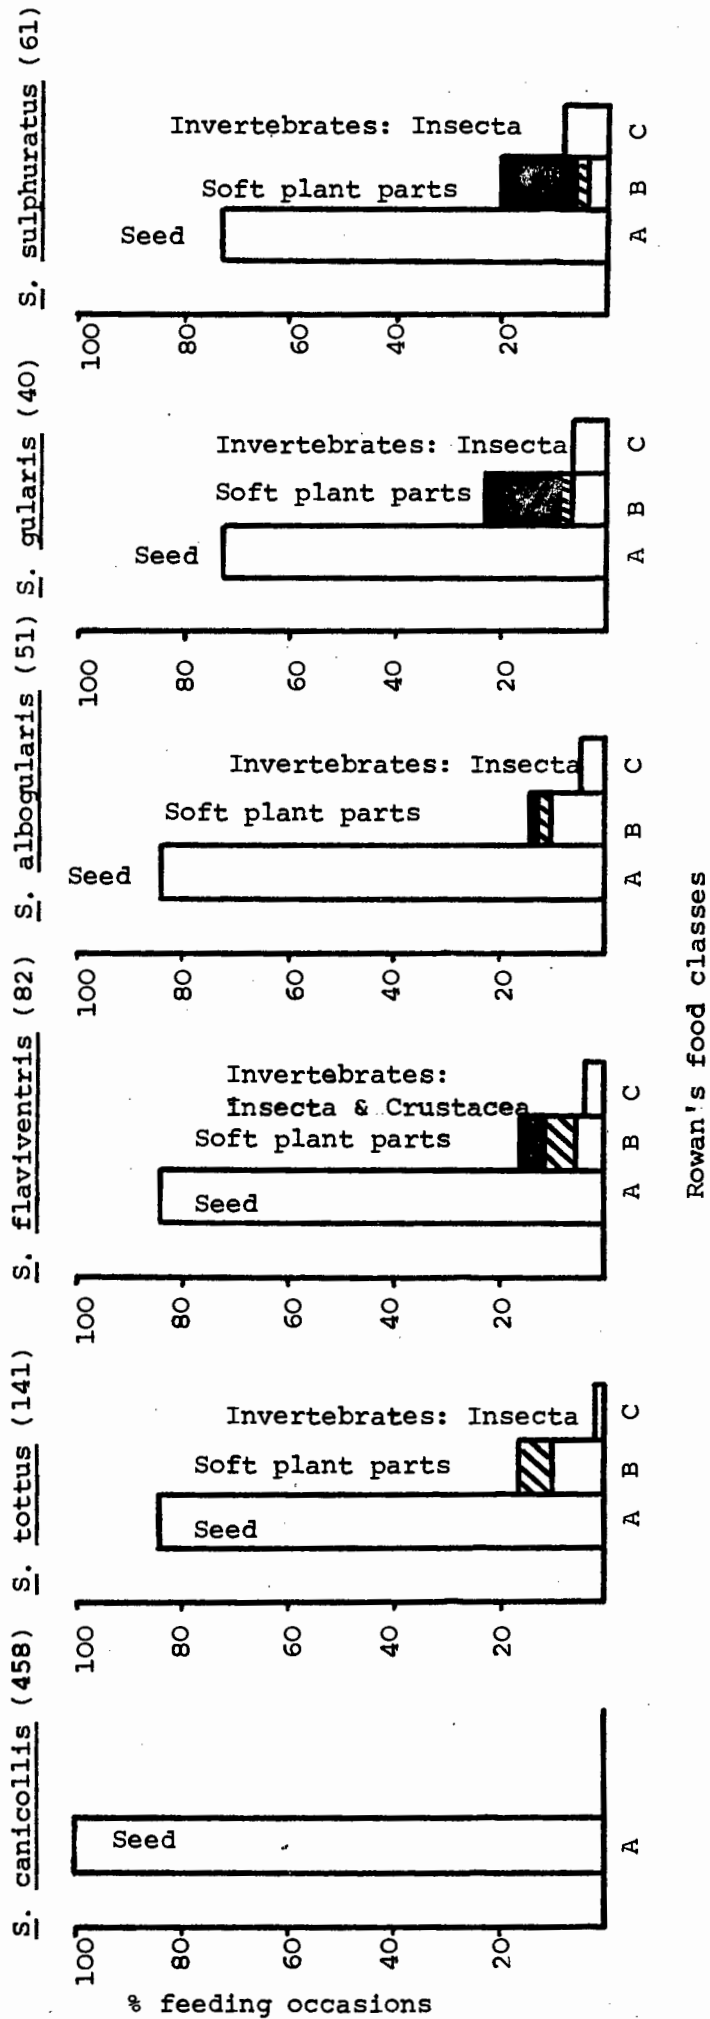 S. canicollis (458)
100
80
60
40
20
% feeding occasions
Seed
A
S. tottus (141)
100
80
60
40
20
Invertebrates: Insecta
Soft plant parts
Seed
A
B
C
S. flaviventris (82)
100
80
60
40
20
Invertebrates:
Insecta & Crustacea
Soft plant parts
Seed
A
B
C
S. albogularis (51)
100
80
60
40
20
Invertebrates: Insecta
Soft plant parts
Seed
A
B
C
S. gularis (40)
100
80
60
40
20
Invertebrates: Insecta
Soft plant parts
Seed
A
B
C
S. sulphuratus (61)
100
80
60
40
20
Invertebrates: Insecta
Soft plant parts
Seed
A
B
C
Rowan's food classes